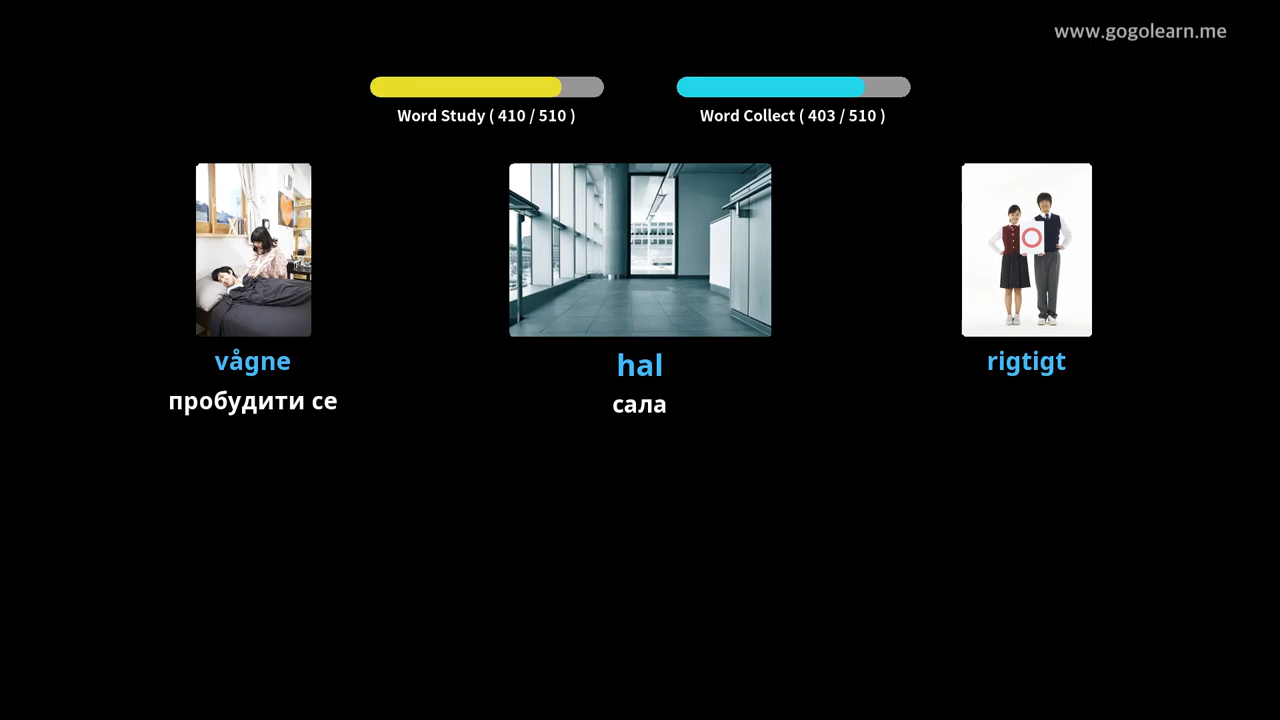 www.gogolearn.me
Word Study ( 410 / 510 )
Word Collect ( 403 / 510 )
vågne
пробудити се
hal
сала
rigtigt